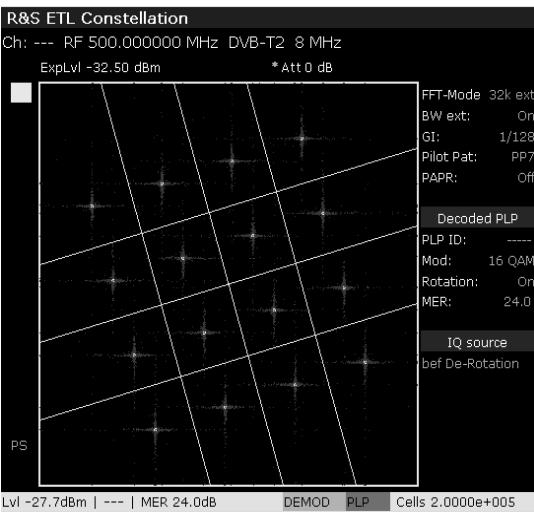 R&S ETL Constellation
Ch: --- RF 500.000000 MHz DVB-T2 8 MHz
ExpLvl -32.50 dBm * Att 0 dB
FFT-Mode 32k ext
BW ext: On
GI: 1/128
Pilot Pat: PP7
PAPR: Off
Decoded PLP
PLP ID: -----
Mod: 16 QAM
Rotation: On
MER: 24.0
IQ source
bef De-Rotation
PS
Lvl -27.7dBm | --- | MER 24.0dB DEMOD PLP Cells 2.0000e+005